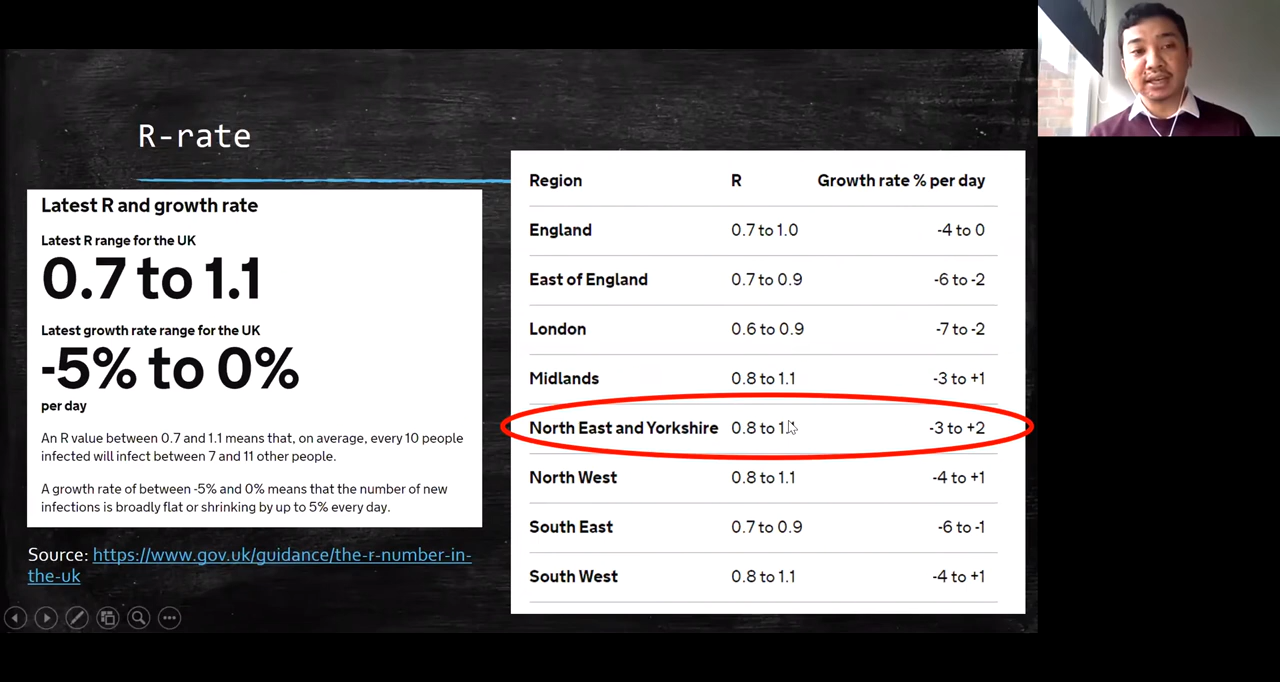 R-rate
Latest R and growth rate
Latest R range for the UK
0.7 to 1.1
Latest growth rate range for the UK
-5% to 0%
per day
An R value between 0.7 and 1.1 means that, on average, every 10 people
infected will infect between 7 and 11 other people.
A growth rate of between -5% and 0% means that the number of new
infections is broadly flat or shrinking by up to 5% every day.
Source: https://www.gov.uk/guidance/the-r-number-in-
the-uk
Region R Growth rate % per day
England 0.7 to 1.0 -4 to 0
East of England 0.7 to 0.9 -6 to -2
London 0.6 to 0.9 -7 to -2
Midlands 0.8 to 1.1 -3 to +1
North East and Yorkshire 0.8 to -3 to +2
North West 0.8 to 1.1 -4 to +1
South East 0.7 to 0.9 -6 to -1
South West 0.8 to 1.1 -4 to +1